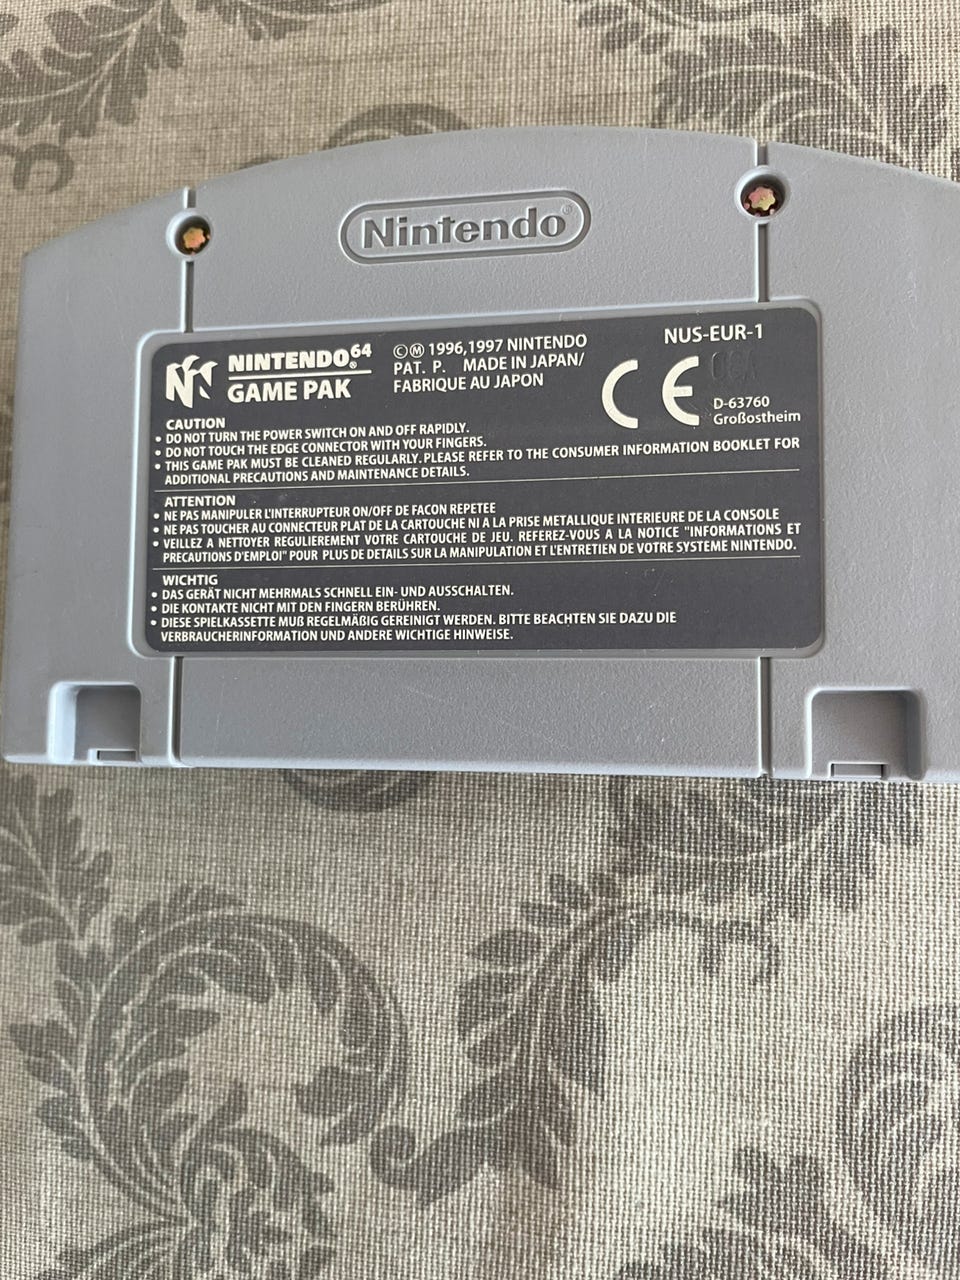 Nintendo®
NINTENDO64®
GAME PAK
©Ⓜ 1996,1997 NINTENDO
PAT. P. MADE IN JAPAN/
FABRIQUE AU JAPON
NUS-EUR-1
CE
D-63760
Großostheim
CAUTION
• DO NOT TURN THE POWER SWITCH ON AND OFF RAPIDLY.
• DO NOT TOUCH THE EDGE CONNECTOR WITH YOUR FINGERS.
• THIS GAME PAK MUST BE CLEANED REGULARLY. PLEASE REFER TO THE CONSUMER INFORMATION BOOKLET FOR
ADDITIONAL PRECAUTIONS AND MAINTENANCE DETAILS.
ATTENTION
• NE PAS MANIPULER L'INTERRUPTEUR ON/OFF DE FACON REPETEE
• NE PAS TOUCHER AU CONNECTEUR PLAT DE LA CARTOUCHE NI A LA PRISE METALLIQUE INTERIEURE DE LA CONSOLE
• VEILLEZ A NETTOYER REGULIEREMENT VOTRE CARTOUCHE DE JEU. REFEREZ-VOUS A LA NOTICE "INFORMATIONS ET
PRECAUTIONS D'EMPLOI" POUR PLUS DE DETAILS SUR LA MANIPULATION ET L'ENTRETIEN DE VOTRE SYSTEME NINTENDO.
WICHTIG
• DAS GERÄT NICHT MEHRMALS SCHNELL EIN- UND AUSSCHALTEN.
• DIE KONTAKTE NICHT MIT DEN FINGERN BERÜHREN.
• DIESE SPIELKASSETTE MUß REGELMÄßIG GEREINIGT WERDEN. BITTE BEACHTEN SIE DAZU DIE
VERBRAUCHERINFORMATION UND ANDERE WICHTIGE HINWEISE.